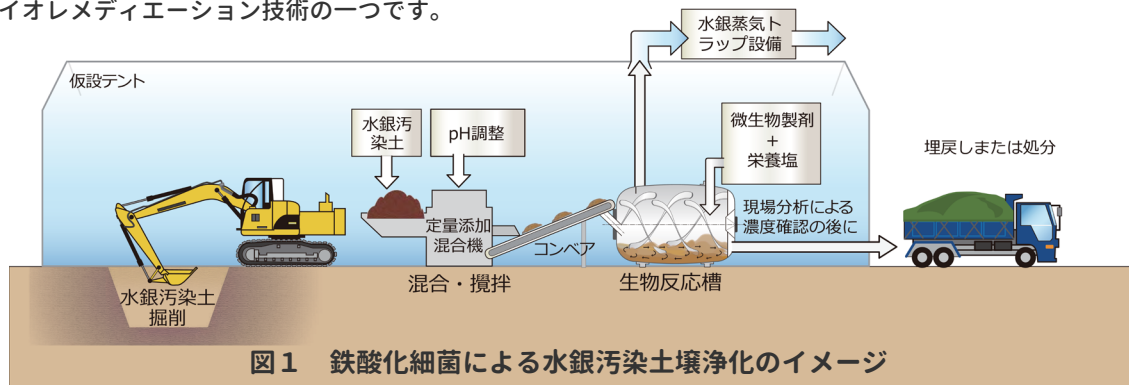 イオレメディエーション技術の一つです。
水銀蒸気ト
ラップ設備
仮設テント
水銀汚
染土
pH調整
微生物製剤
+
栄養塩
埋戻しまたは処分
定量添加
混合機
コンベア
現場分析による
濃度確認の後に
混合・攪拌
生物反応槽
水銀汚染土
掘削
図１ 鉄酸化細菌による水銀汚染土壌浄化のイメージ